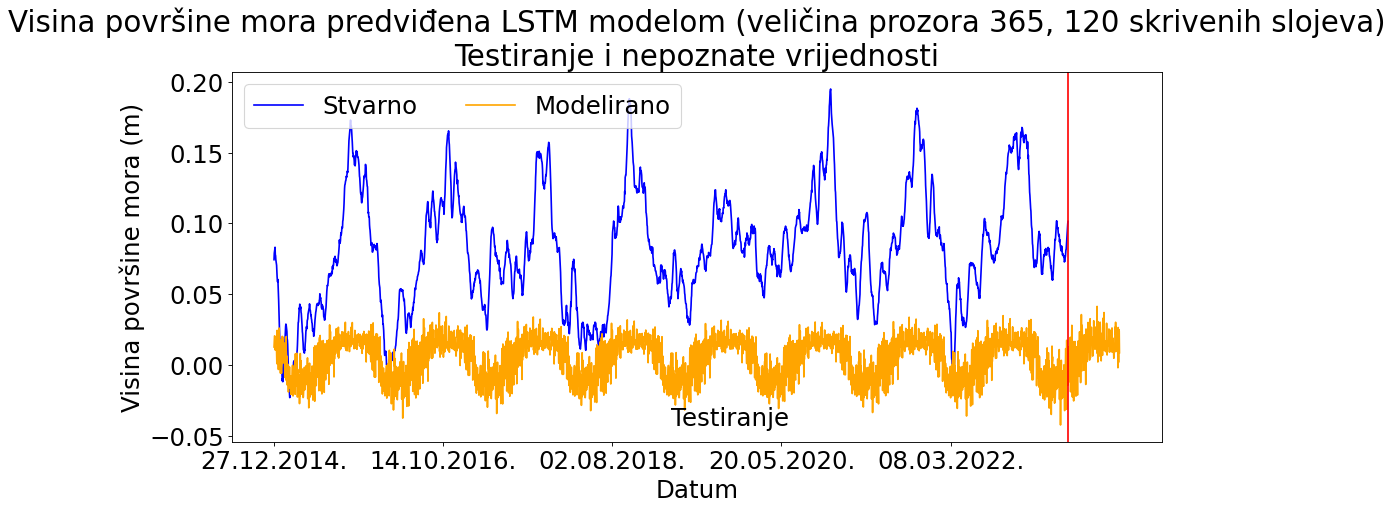 Visina površine mora predviđena LSTM modelom (veličina prozora 365, 120 skrivenih slojeva)
Testiranje i nepoznate vrijednosti
Stvarno
Modelirano
Visina površine mora (m)
0.20
0.15
0.10
0.05
0.00
−0.05
Testiranje
27.12.2014.
14.10.2016.
02.08.2018.
20.05.2020.
08.03.2022.
Datum